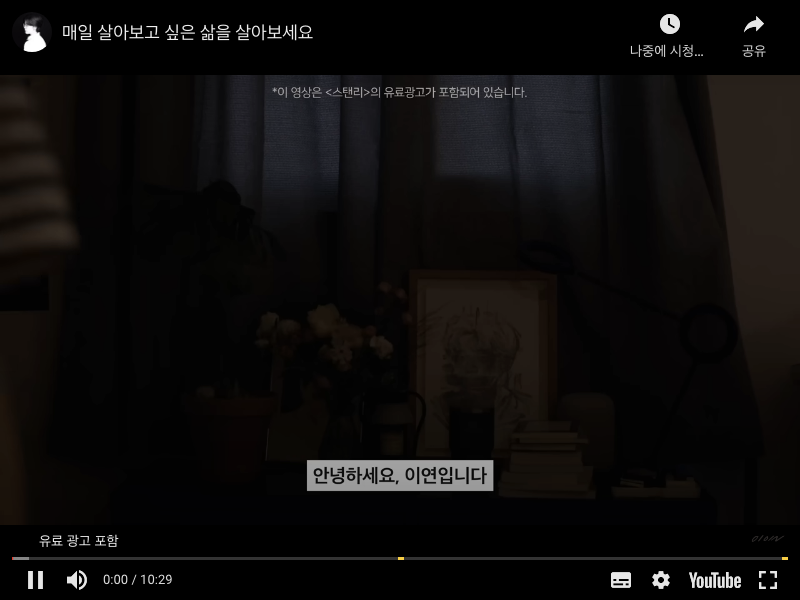 매일 살아보고 싶은 삶을 살아보세요
나중에 시청...
공유
*이 영상은 <스탠리>의 유료광고가 포함되어 있습니다.
안녕하세요, 이연입니다
유료 광고 포함
0:00 / 10:29
YouTube